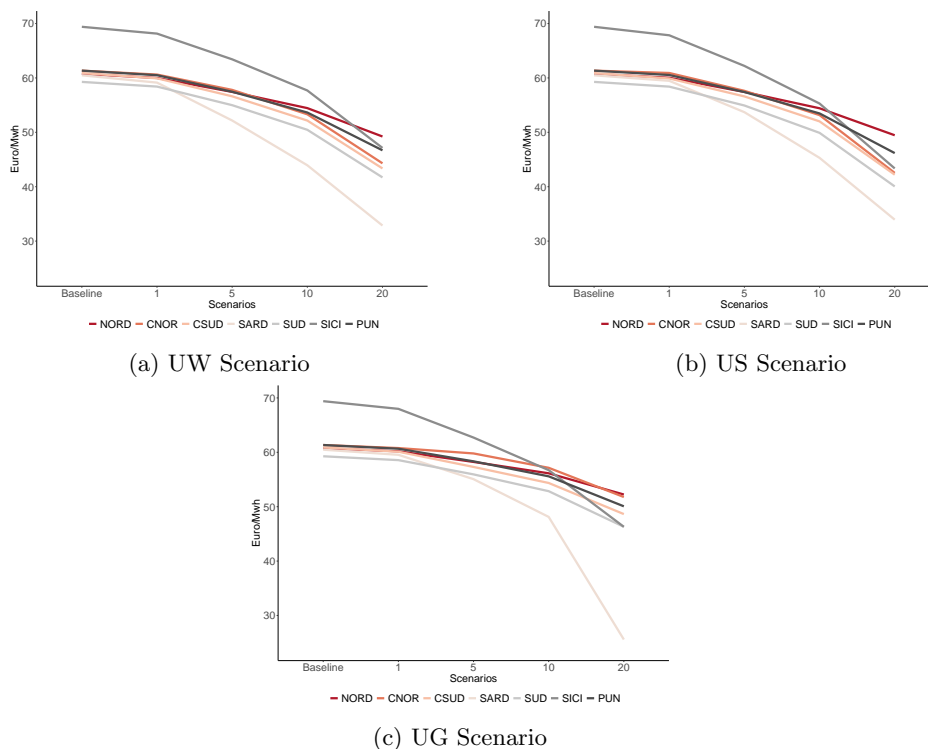 70
60
50
40
30
Euro/Mwh
Baseline 1 5 10 20
Scenarios
NORD CNOR CSUD SARD SUD SICI PUN
(a) UW Scenario
70
60
50
40
30
Euro/Mwh
Baseline 1 5 10 20
Scenarios
NORD CNOR CSUD SARD SUD SICI PUN
(b) US Scenario
70
60
50
40
30
Euro/Mwh
Baseline 1 5 10 20
Scenarios
NORD CNOR CSUD SARD SUD SICI PUN
(c) UG Scenario